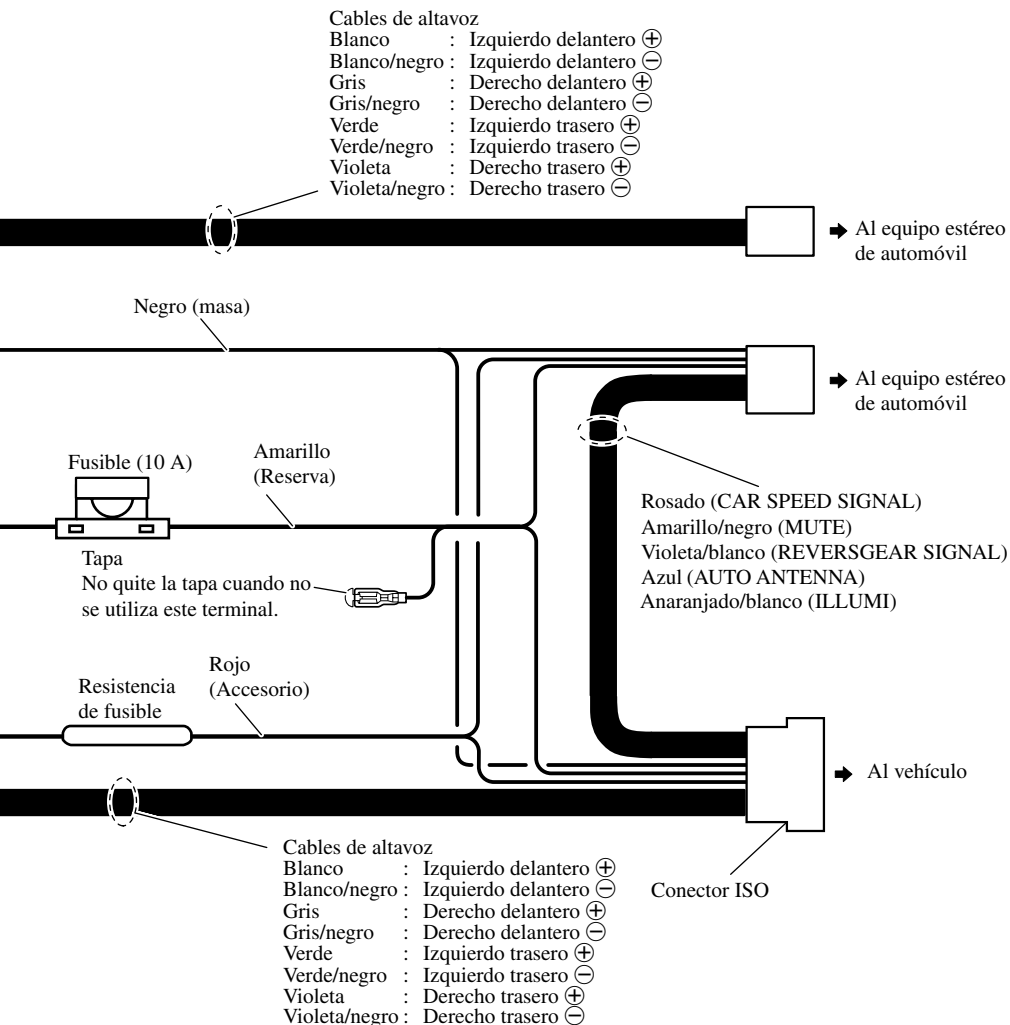 Cables de altavoz
Blanco : Izquierdo delantero ⊕
Blanco/negro : Izquierdo delantero ⊖
Gris : Derecho delantero ⊕
Gris/negro : Derecho delantero ⊖
Verde : Izquierdo trasero ⊕
Verde/negro : Izquierdo trasero ⊖
Violeta : Derecho trasero ⊕
Violeta/negro : Derecho trasero ⊖
Al equipo estéreo
de automóvil
Negro (masa)
Al equipo estéreo
de automóvil
Fusible (10 A)
Amarillo
(Reserva)
Rosado (CAR SPEED SIGNAL)
Amarillo/negro (MUTE)
Violeta/blanco (REVERSGEAR SIGNAL)
Azul (AUTO ANTENNA)
Anaranjado/blanco (ILLUMI)
Tapa
No quite la tapa cuando no
se utiliza este terminal.
Rojo
(Accesorio)
Resistencia
de fusible
Al vehículo
Conector ISO
Cables de altavoz
Blanco : Izquierdo delantero ⊕
Blanco/negro : Izquierdo delantero ⊖
Gris : Derecho delantero ⊕
Gris/negro : Derecho delantero ⊖
Verde : Izquierdo trasero ⊕
Verde/negro : Izquierdo trasero ⊖
Violeta : Derecho trasero ⊕
Violeta/negro : Derecho trasero ⊖